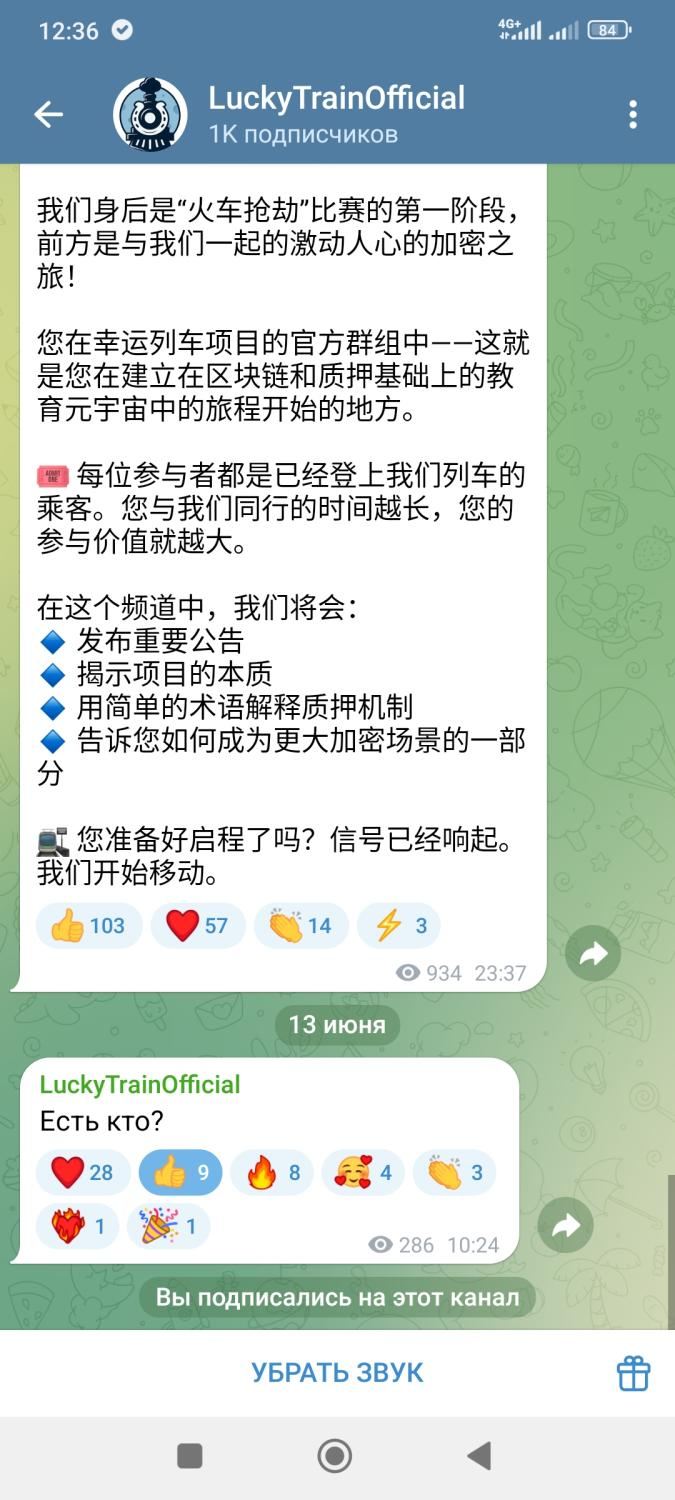 12:36
4G+
84
LuckyTrainOfficial
1K подписчиков
我们身后是“火车抢劫”比赛的第一阶段，
前方是与我们一起的激动人心的加密之
旅！
您在幸运列车项目的官方群组中——这就
是您在建立在区块链和质押基础上的教
育元宇宙中的旅程开始的地方。
🎟️ 每位参与者都是已经登上我们列车的
乘客。您与我们同行的时间越长，您的
参与价值就越大。
在这个频道中，我们将会：
🔹 发布重要公告
🔹 揭示项目的本质
🔹 用简单的术语解释质押机制
🔹 告诉您如何成为更大加密场景的一部
分
🚉 您准备好启程了吗？信号已经响起。
我们开始移动。
👍 103 ❤️ 57 👏 14 ⚡ 3
934 23:37
13 июня
LuckyTrainOfficial
Есть кто?
❤️ 28 👍 9 🔥 8 🥰 4 👏 3
❤️‍🔥 1 🎉 1
286 10:24
Вы подписались на этот канал
УБРАТЬ ЗВУК